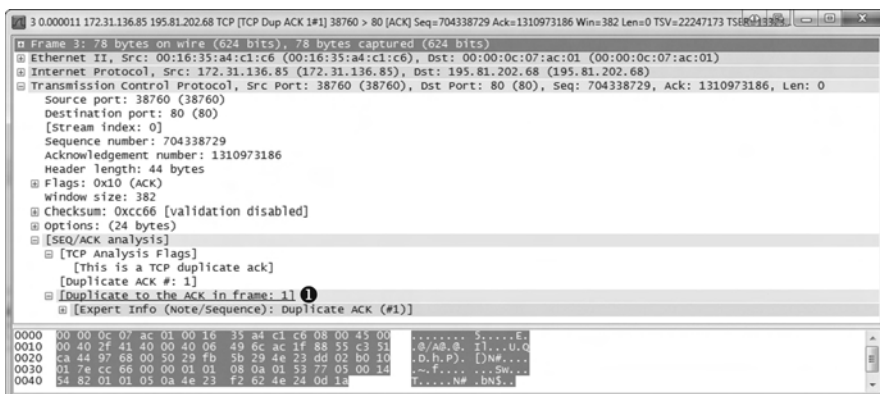 3 0.000011 172.31.136.85 195.81.202.68 TCP [TCP Dup ACK 1#1] 38760 > 80 [ACK] Seq=704338729 Ack=1310973186 Win=382 Len=0 TSV=22247173
Frame 3: 78 bytes on wire (624 bits), 78 bytes captured (624 bits)
Ethernet II, Src: 00:16:35:a4:c1:c6 (00:16:35:a4:c1:c6), Dst: 00:00:0c:07:ac:01 (00:00:0c:07:ac:01)
Internet Protocol, Src: 172.31.136.85 (172.31.136.85), Dst: 195.81.202.68 (195.81.202.68)
Transmission Control Protocol, Src Port: 38760 (38760), Dst Port: 80 (80), Seq: 704338729, Ack: 1310973186, Len: 0
Source port: 38760 (38760)
Destination port: 80 (80)
[Stream index: 0]
Sequence number: 704338729
Acknowledgement number: 1310973186
Header length: 44 bytes
Flags: 0x10 (ACK)
Window size: 382
Checksum: 0xcc66 [validation disabled]
Options: (24 bytes)
[SEQ/ACK analysis]
[TCP Analysis Flags]
[This is a TCP duplicate ack]
[Duplicate ACK #: 1]
[Duplicate to the ACK in frame: 1] 1
[Expert Info (Note/Sequence): Duplicate ACK (#1)]
0000 00 00 0c 07 ac 01 00 16 35 a4 c1 c6 08 00 45 00 ........ 5.....E.
0010 00 40 2f 41 40 00 40 06 49 6c ac 1f 88 55 c3 51 .@/A@.@. Il...U.Q
0020 ca 44 97 68 00 50 29 fb 5b 29 4e 23 dd 02 b0 10 .D.h.P). [)N#....
0030 01 7e cc 66 00 00 01 01 08 0a 01 53 77 05 00 14 .~.f.... ...Sw...
0040 54 82 01 01 05 0a 4e 23 f2 62 4e 24 0d 1a T.....N# .bN$..